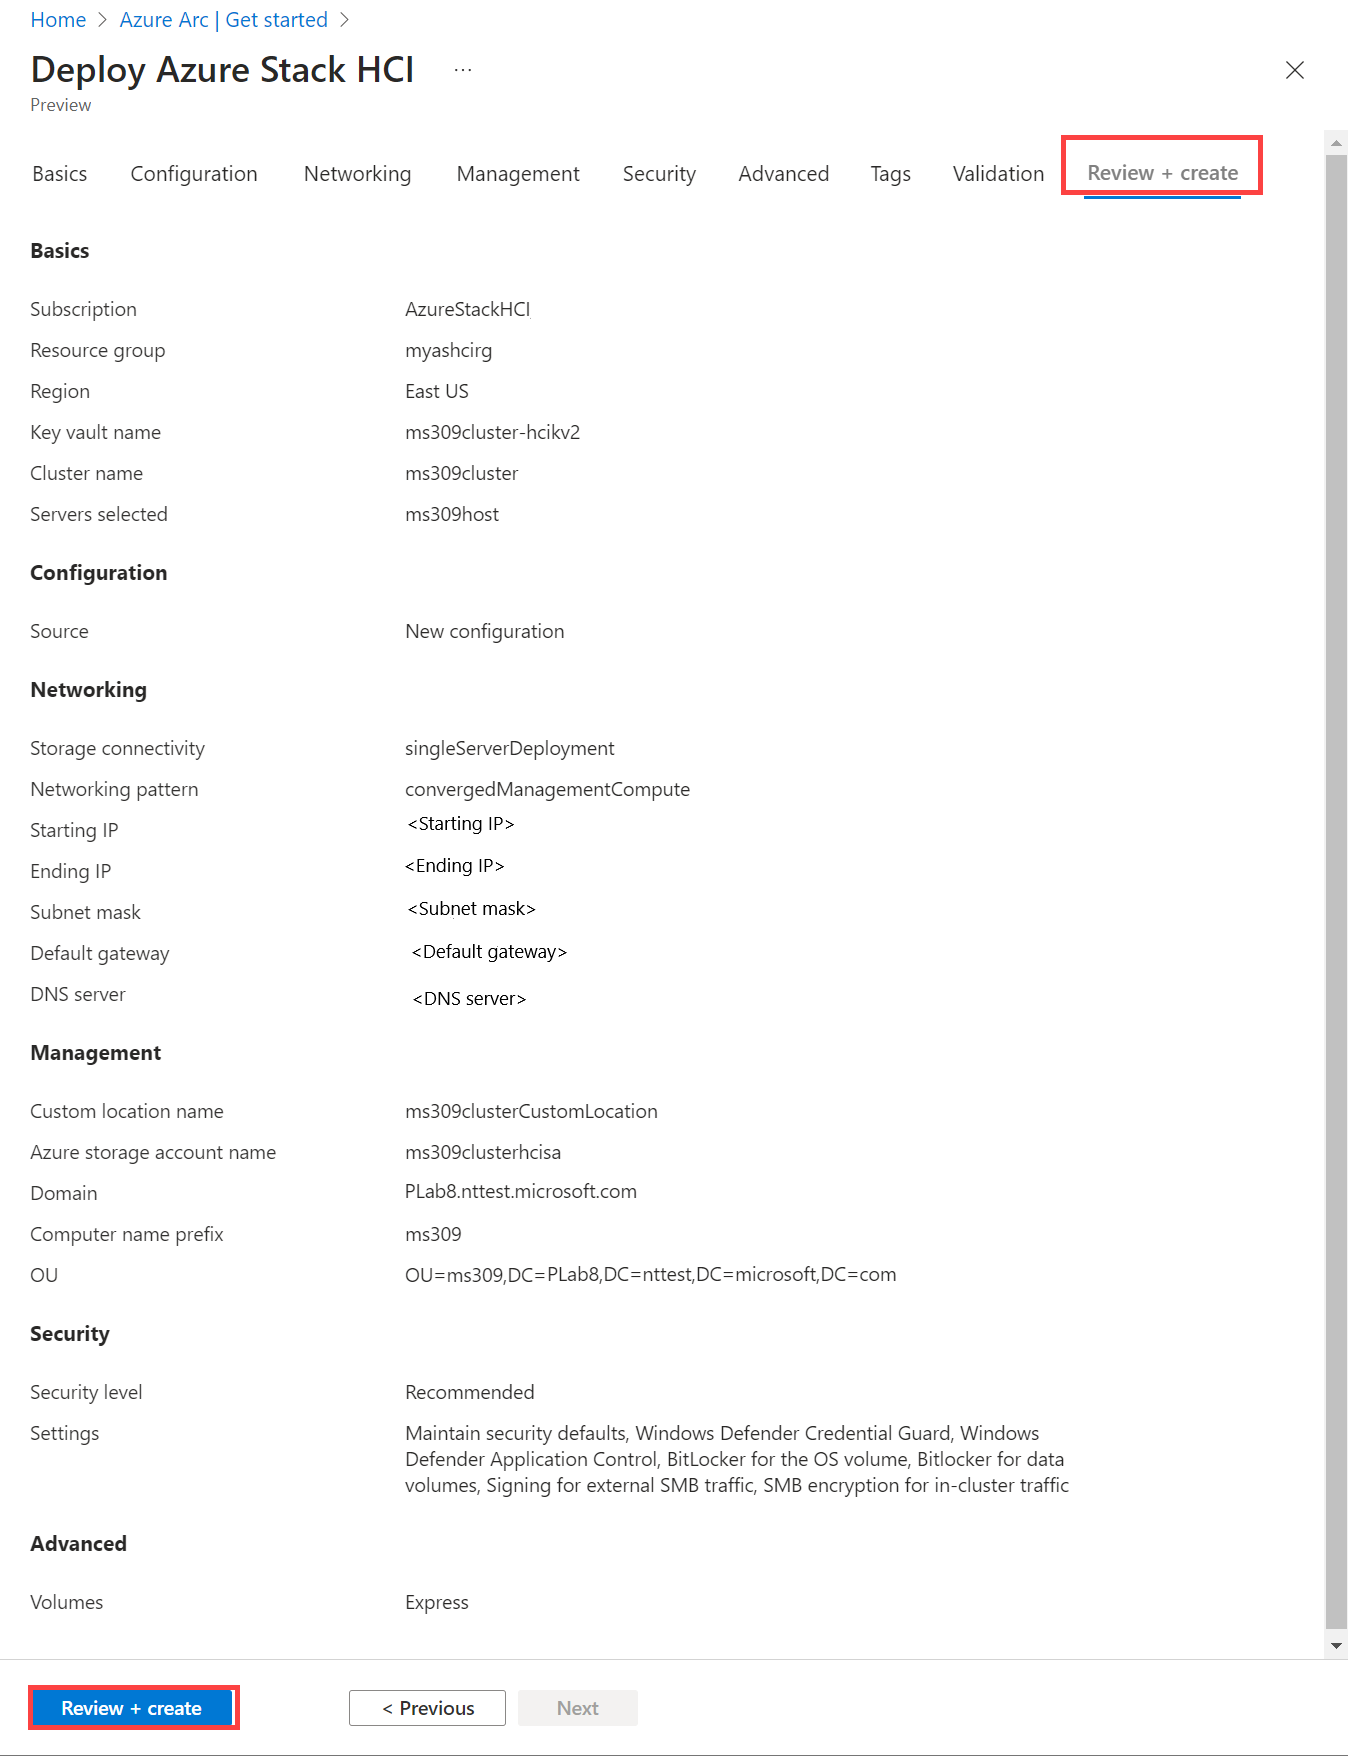 Home > Azure Arc | Get started >
Deploy Azure Stack HCI ...
Preview
Basics Configuration Networking Management Security Advanced Tags Validation Review + create
Basics
Subscription AzureStackHCI
Resource group myashcirg
Region East US
Key vault name ms309cluster-hcikv2
Cluster name ms309cluster
Servers selected ms309host
Configuration
Source New configuration
Networking
Storage connectivity singleServerDeployment
Networking pattern convergedManagementCompute
Starting IP <Starting IP>
Ending IP <Ending IP>
Subnet mask <Subnet mask>
Default gateway <Default gateway>
DNS server <DNS server>
Management
Custom location name ms309clusterCustomLocation
Azure storage account name ms309clusterhcisa
Domain PLab8.nttest.microsoft.com
Computer name prefix ms309
OU OU=ms309,DC=PLab8,DC=nttest,DC=microsoft,DC=com
Security
Security level Recommended
Settings Maintain security defaults, Windows Defender Credential Guard, Windows
Defender Application Control, BitLocker for the OS volume, Bitlocker for data
volumes, Signing for external SMB traffic, SMB encryption for in-cluster traffic
Advanced
Volumes Express
Review + create < Previous Next